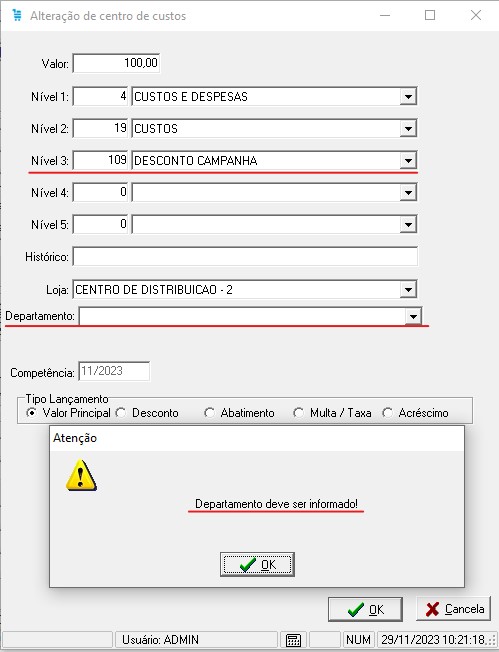 Alteração de centro de custos
Valor: 100,00
Nível 1: 4 CUSTOS E DESPESAS
Nível 2: 19 CUSTOS
Nível 3: 109 DESCONTO CAMPANHA
Nível 4: 0
Nível 5: 0
Histórico:
Loja: CENTRO DE DISTRIBUICAO - 2
Departamento:
Competência: 11/2023
Tipo Lançamento
Valor Principal Desconto Abatimento Multa / Taxa Acréscimo
Atenção
Departamento deve ser informado!
OK
OK Cancela
Usuário: ADMIN NUM 29/11/2023 10:21:18